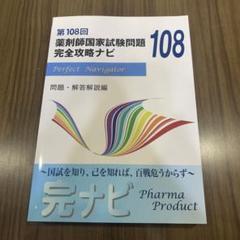 第108回
薬剤師国家試験問題
完全攻略ナビ
108
Perfect Navigator
問題・解答解説編
～国試を知り、己を知れば、百戦危うからず～
完ナビ
Pharma
Product